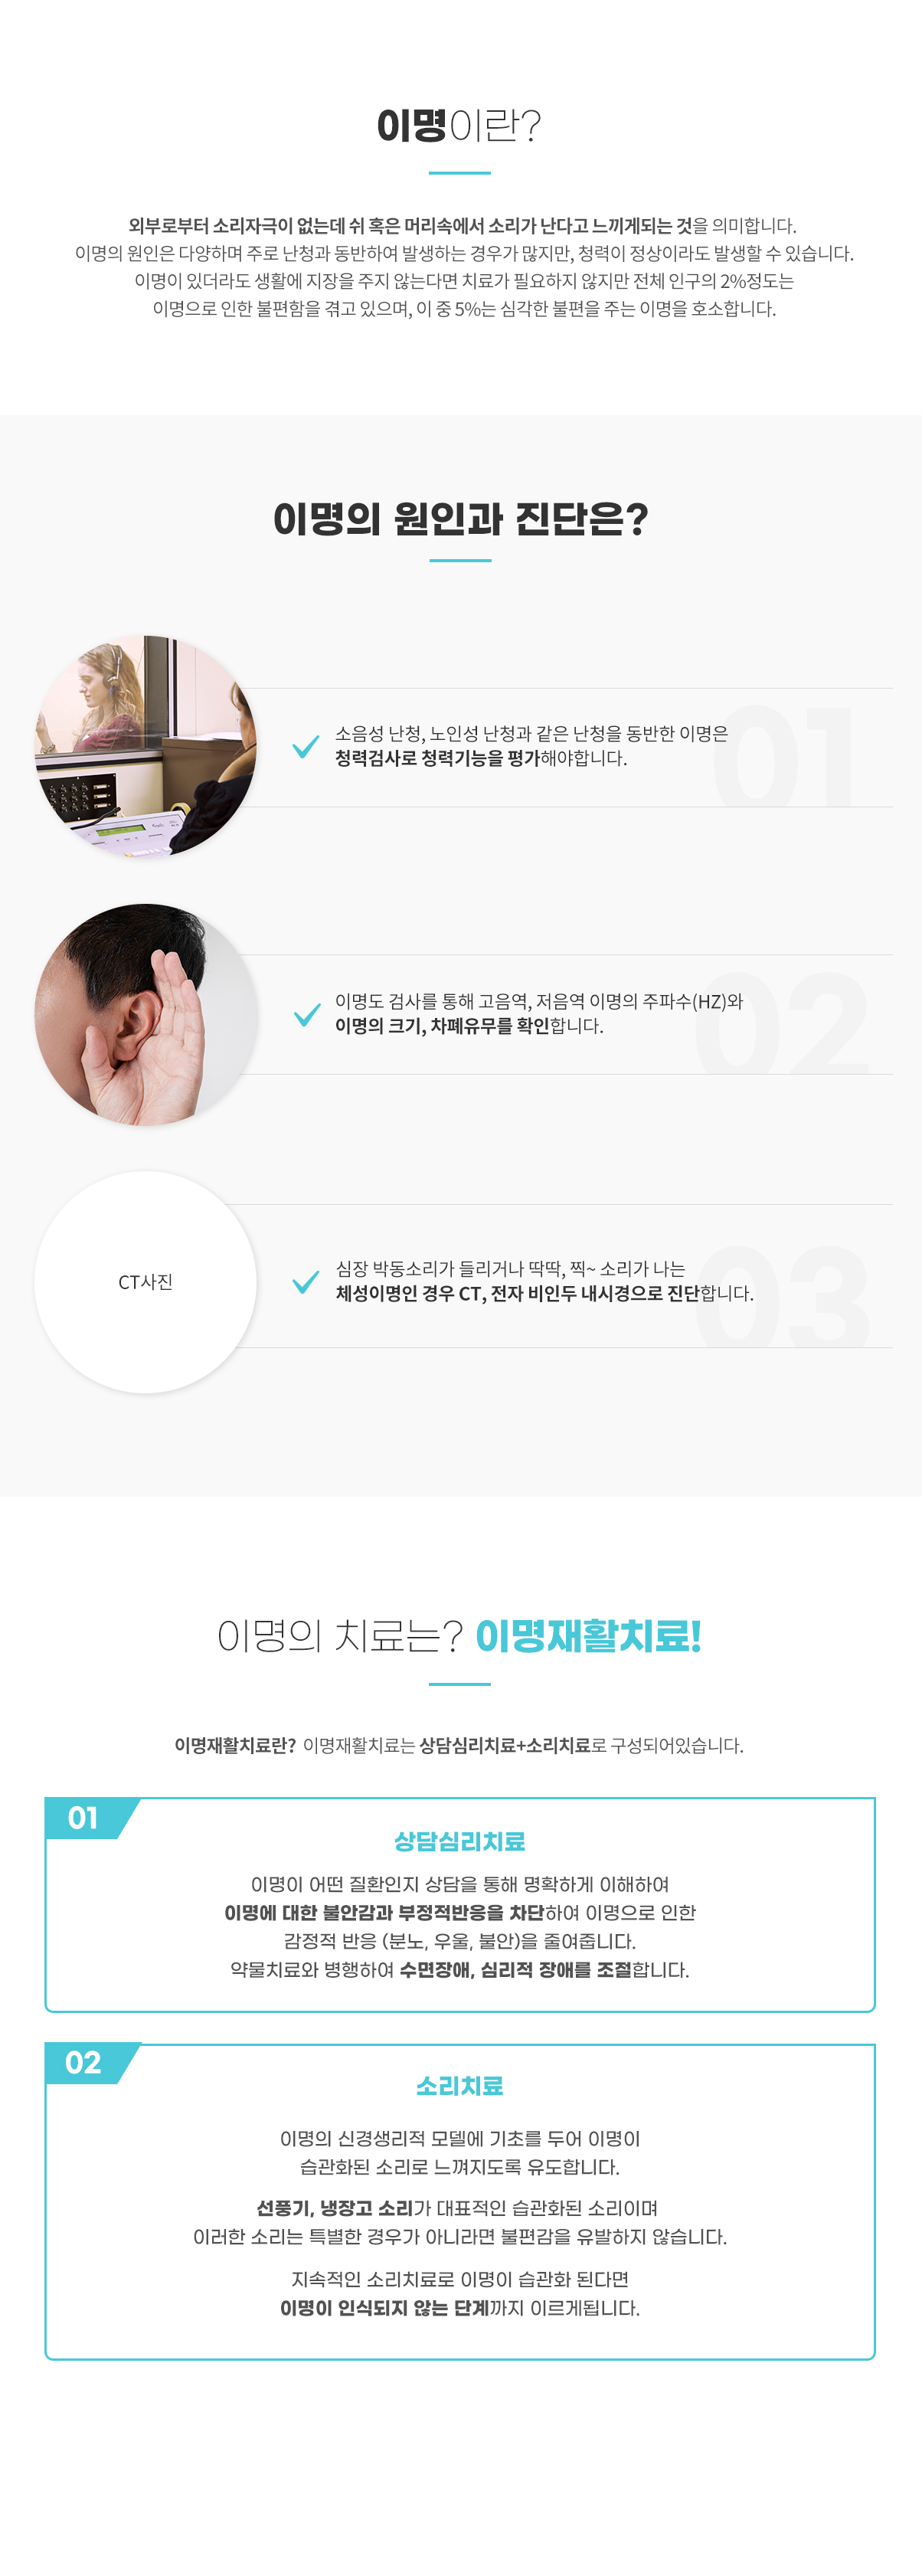 이명이란?
외부로부터 소리자극이 없는데 쉬 혹은 머리속에서 소리가 난다고 느끼게되는 것을 의미합니다.
이명의 원인은 다양하며 주로 난청과 동반하여 발생하는 경우가 많지만, 청력이 정상이라도 발생할 수 있습니다.
이명이 있더라도 생활에 지장을 주지 않는다면 치료가 필요하지 않지만 전체 인구의 2%정도는
이명으로 인한 불편함을 겪고 있으며, 이 중 5%는 심각한 불편을 주는 이명을 호소합니다.
이명의 원인과 진단은?
01
소음성 난청, 노인성 난청과 같은 난청을 동반한 이명은
청력검사로 청력기능을 평가해야합니다.
02
이명도 검사를 통해 고음역, 저음역 이명의 주파수(HZ)와
이명의 크기, 차폐유무를 확인합니다.
CT사진
03
심장 박동소리가 들리거나 딱딱, 찍~ 소리가 나는
체성이명인 경우 CT, 전자 비인두 내시경으로 진단합니다.
이명의 치료는? 이명재활치료!
이명재활치료란? 이명재활치료는 상담심리치료+소리치료로 구성되어있습니다.
01
상담심리치료
이명이 어떤 질환인지 상담을 통해 명확하게 이해하여
이명에 대한 불안감과 부정적반응을 차단하여 이명으로 인한
감정적 반응 (분노, 우울, 불안)을 줄여줍니다.
약물치료와 병행하여 수면장애, 심리적 장애를 조절합니다.
02
소리치료
이명의 신경생리적 모델에 기초를 두어 이명이
습관화된 소리로 느껴지도록 유도합니다.
선풍기, 냉장고 소리가 대표적인 습관화된 소리이며
이러한 소리는 특별한 경우가 아니라면 불편감을 유발하지 않습니다.
지속적인 소리치료로 이명이 습관화 된다면
이명이 인식되지 않는 단계까지 이르게됩니다.